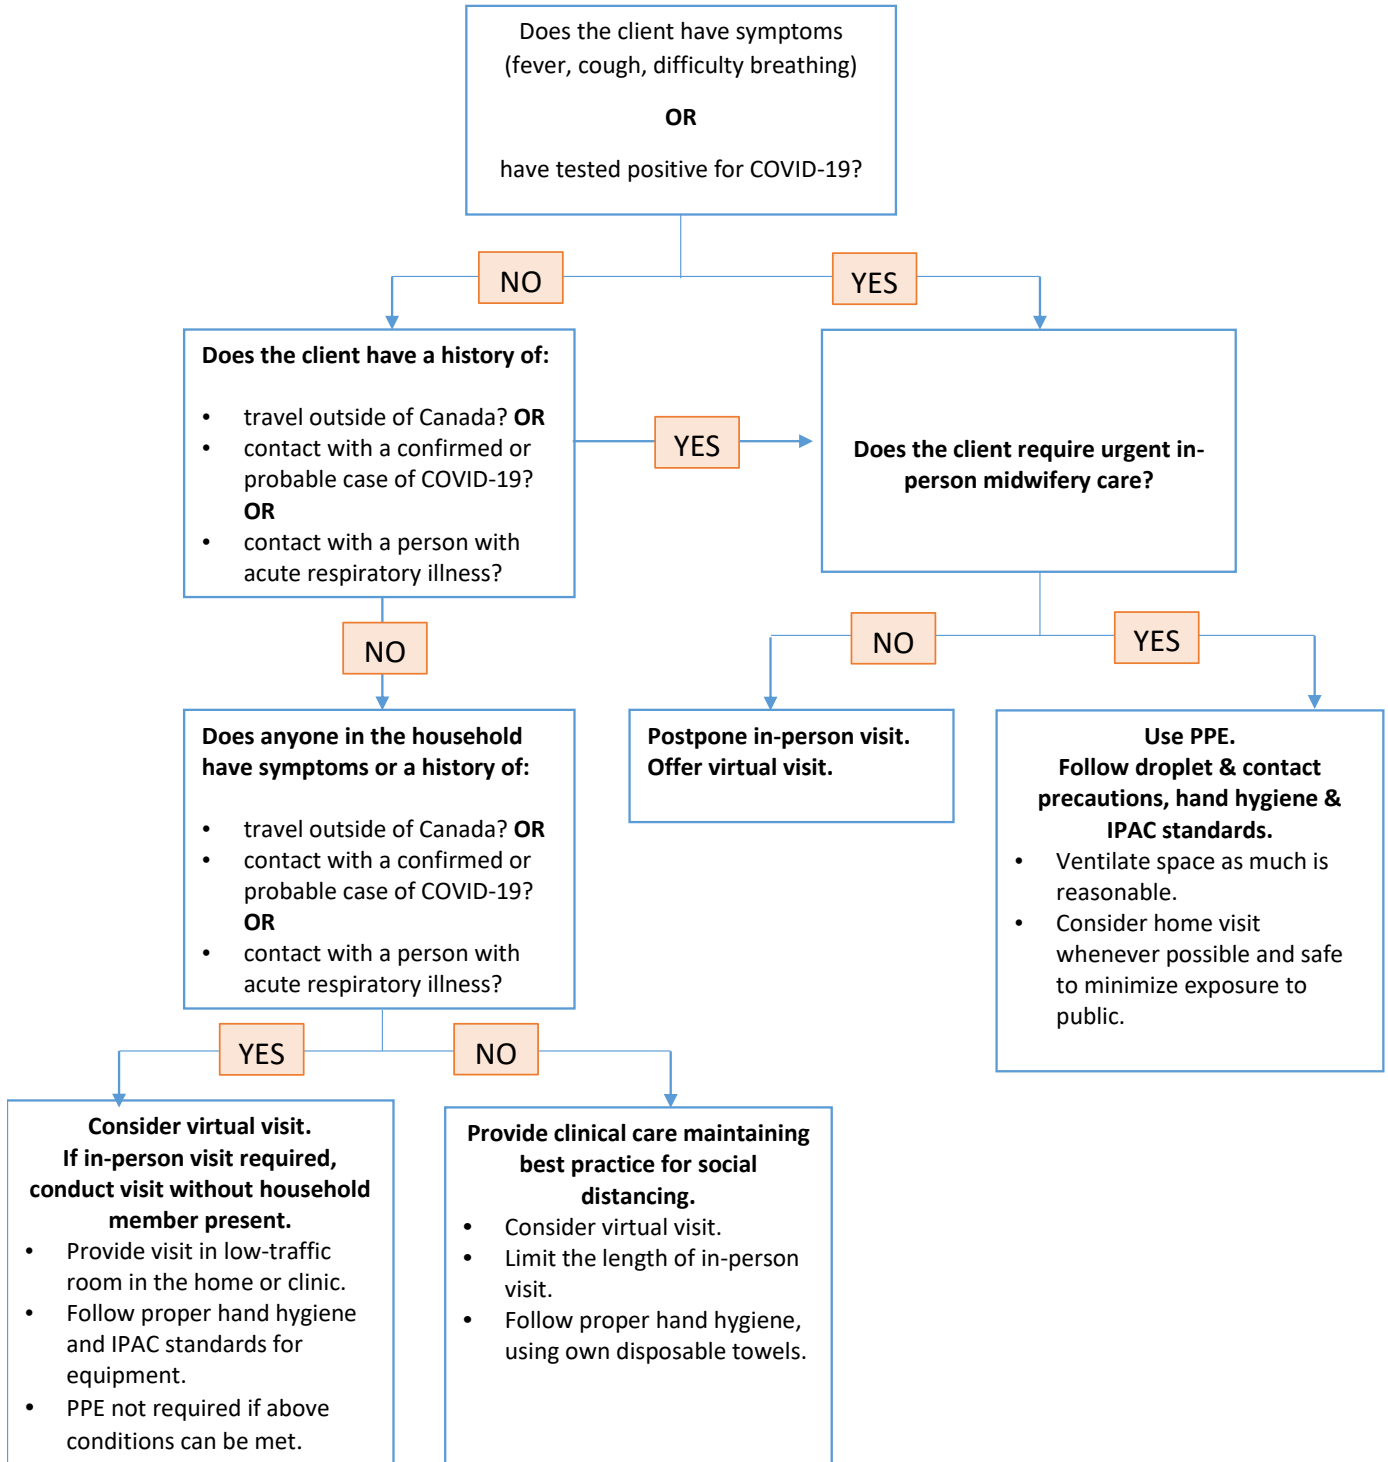 Does the client have symptoms
(fever, cough, difficulty breathing)
OR
have tested positive for COVID-19?
NO
YES
Does the client have a history of:
• travel outside of Canada? OR
• contact with a confirmed or
probable case of COVID-19?
OR
• contact with a person with
acute respiratory illness?
YES
Does the client require urgent in-
person midwifery care?
NO
NO
YES
Does anyone in the household
have symptoms or a history of:
• travel outside of Canada? OR
• contact with a confirmed or
probable case of COVID-19?
OR
• contact with a person with
acute respiratory illness?
Postpone in-person visit.
Offer virtual visit.
Use PPE.
Follow droplet & contact
precautions, hand hygiene &
IPAC standards.
• Ventilate space as much is
reasonable.
• Consider home visit
whenever possible and safe
to minimize exposure to
public.
YES
NO
Consider virtual visit.
If in-person visit required,
conduct visit without household
member present.
• Provide visit in low-traffic
room in the home or clinic.
• Follow proper hand hygiene
and IPAC standards for
equipment.
• PPE not required if above
conditions can be met.
Provide clinical care maintaining
best practice for social
distancing.
• Consider virtual visit.
• Limit the length of in-person
visit.
• Follow proper hand hygiene,
using own disposable towels.